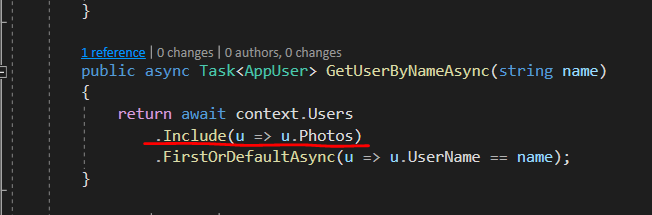 }
1 reference | 0 changes | 0 authors, 0 changes
public async Task<AppUser> GetUserByNameAsync(string name)
{
return await context.Users
.Include(u => u.Photos)
.FirstOrDefaultAsync(u => u.UserName == name);
}